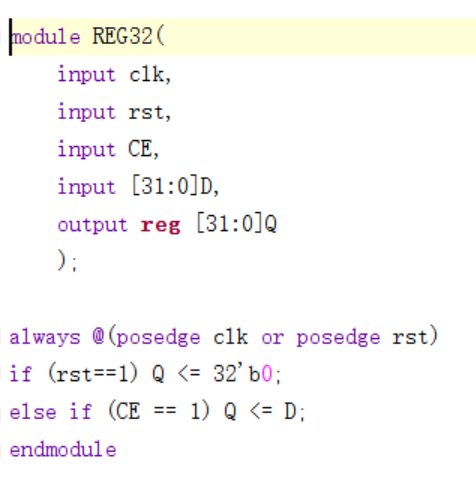 module REG32(
input clk,
input rst,
input CE,
input [31:0]D,
output reg [31:0]Q
);
always @(posedge clk or posedge rst)
if (rst==1) Q <= 32'b0;
else if (CE == 1) Q <= D;
endmodule